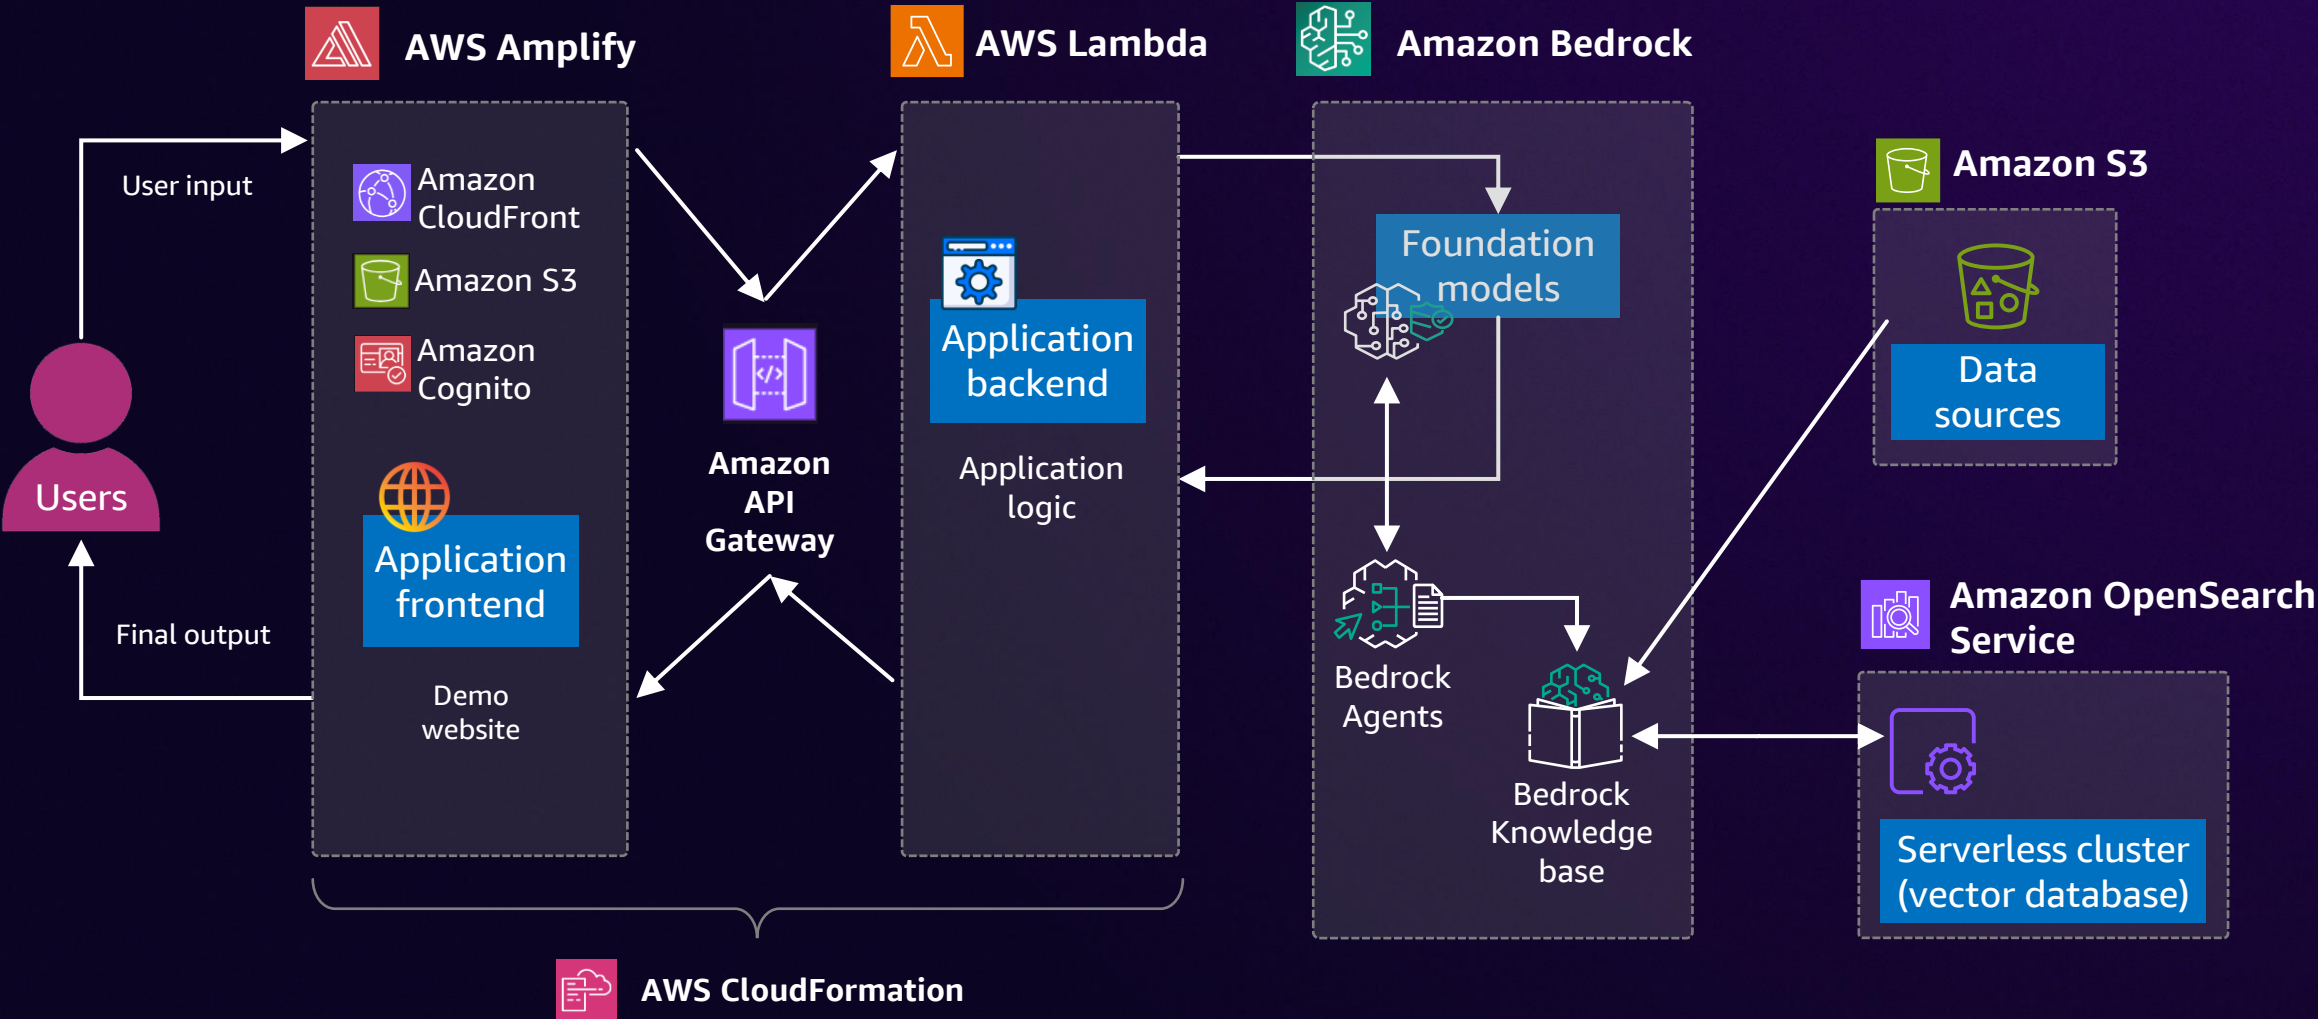 AWS Amplify
AWS Lambda
Amazon Bedrock
User input
Amazon
CloudFront
Amazon S3
Amazon
Cognito
Users
Application
frontend
Demo
website
Final output
Amazon
API
Gateway
Application
backend
Application
logic
Foundation
models
Bedrock
Agents
Bedrock
Knowledge
base
Amazon S3
Data
sources
Amazon OpenSearch
Service
Serverless cluster
(vector database)
AWS CloudFormation